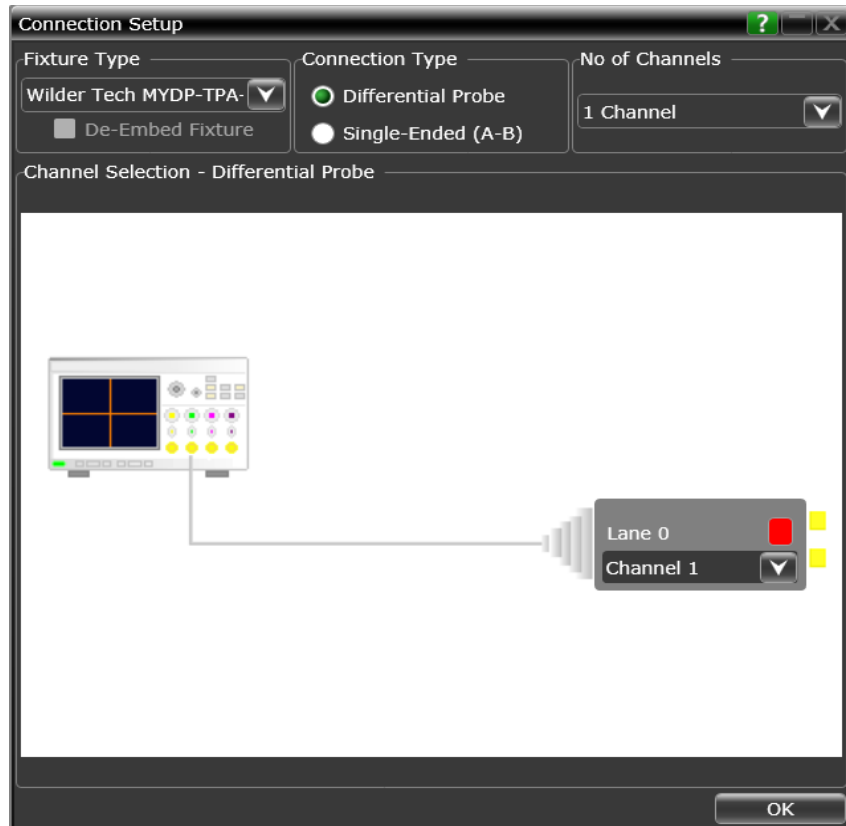 Connection Setup
?
X
Fixture Type
Connection Type
No of Channels
Wilder Tech MYDP-TPA-
Differential Probe
1 Channel
De-Embed Fixture
Single-Ended (A-B)
Channel Selection - Differential Probe
Lane 0
Channel 1
OK